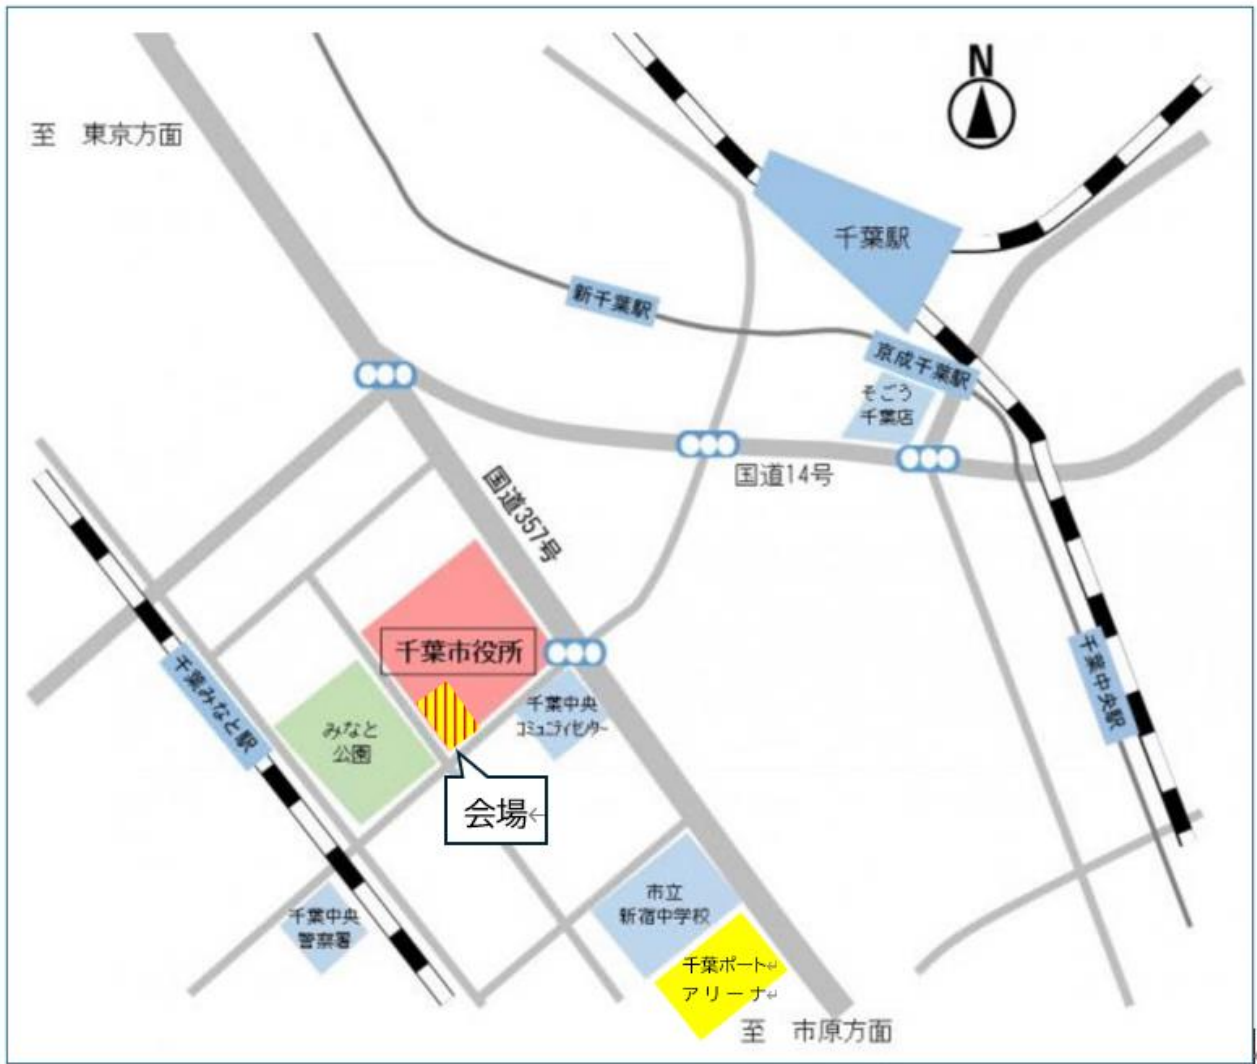 N
至　東京方面
千葉駅
新千葉駅
京成千葉駅
そごう
千葉店
国道14号
国道357号
千葉市役所
千葉中央
コミュニティセンター
千葉みなと駅
みなと
公園
千葉中央駅
会場↵
市立
新宿中学校
千葉中央
警察署
千葉ポート↵
アリーナ↵
至　市原方面